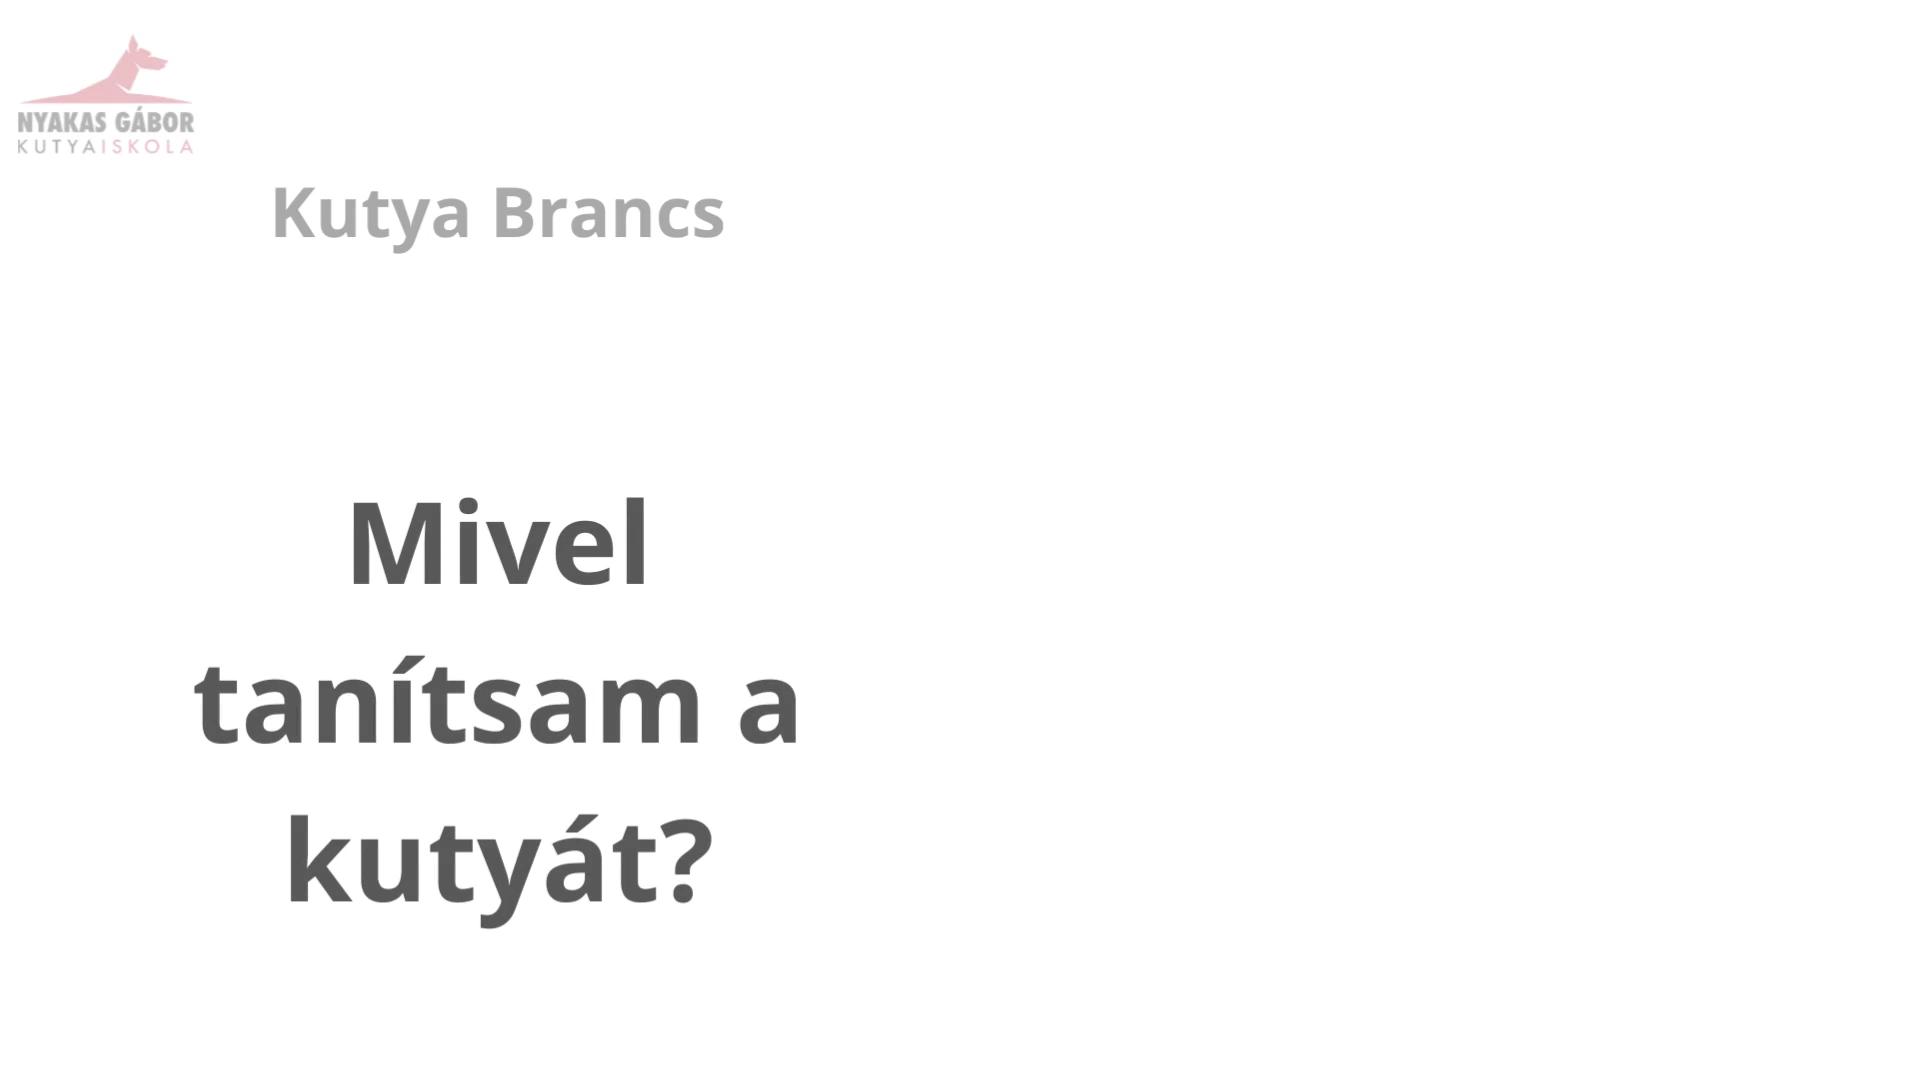 NYAKAS GÁBOR
KUTYAISKOLA
Kutya Brancs
Mivel
tanítsam a
kutyát?